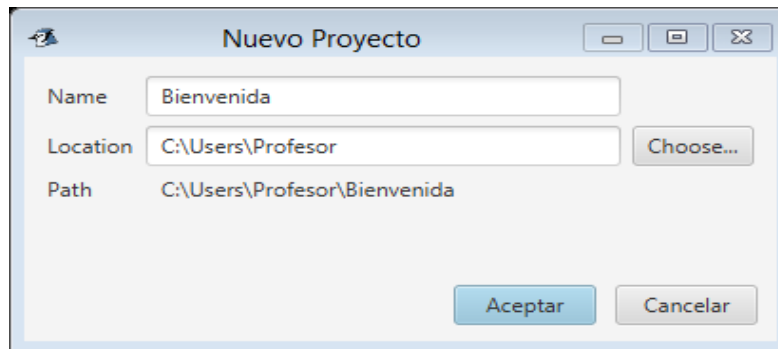 Nuevo Proyecto
Name Bienvenida
Location C:\Users\Profesor Choose...
Path C:\Users\Profesor\Bienvenida
Aceptar Cancelar